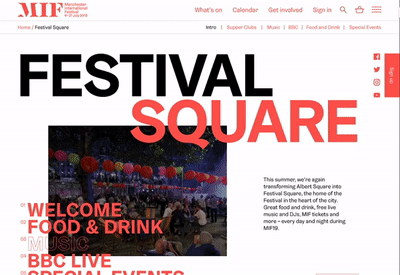 MIF Manchester
International
Festival
4–21 July 2019
What's on Calendar Get involved Sign in
Home / Festival Square
Intro | Supper Clubs | Music | BBC | Food and Drink | Special Events
Sign up
FESTIVAL
SQUARE
This summer, we're again
transforming Albert Square into
Festival Square, the home of the
Festival in the heart of the city.
Great food and drink, free live
music and DJs, MIF tickets and
more – every day and night during
MIF19.
01 WELCOME
02 FOOD & DRINK
03 MUSIC
04 BBC LIVE
05 SPECIAL EVENTS